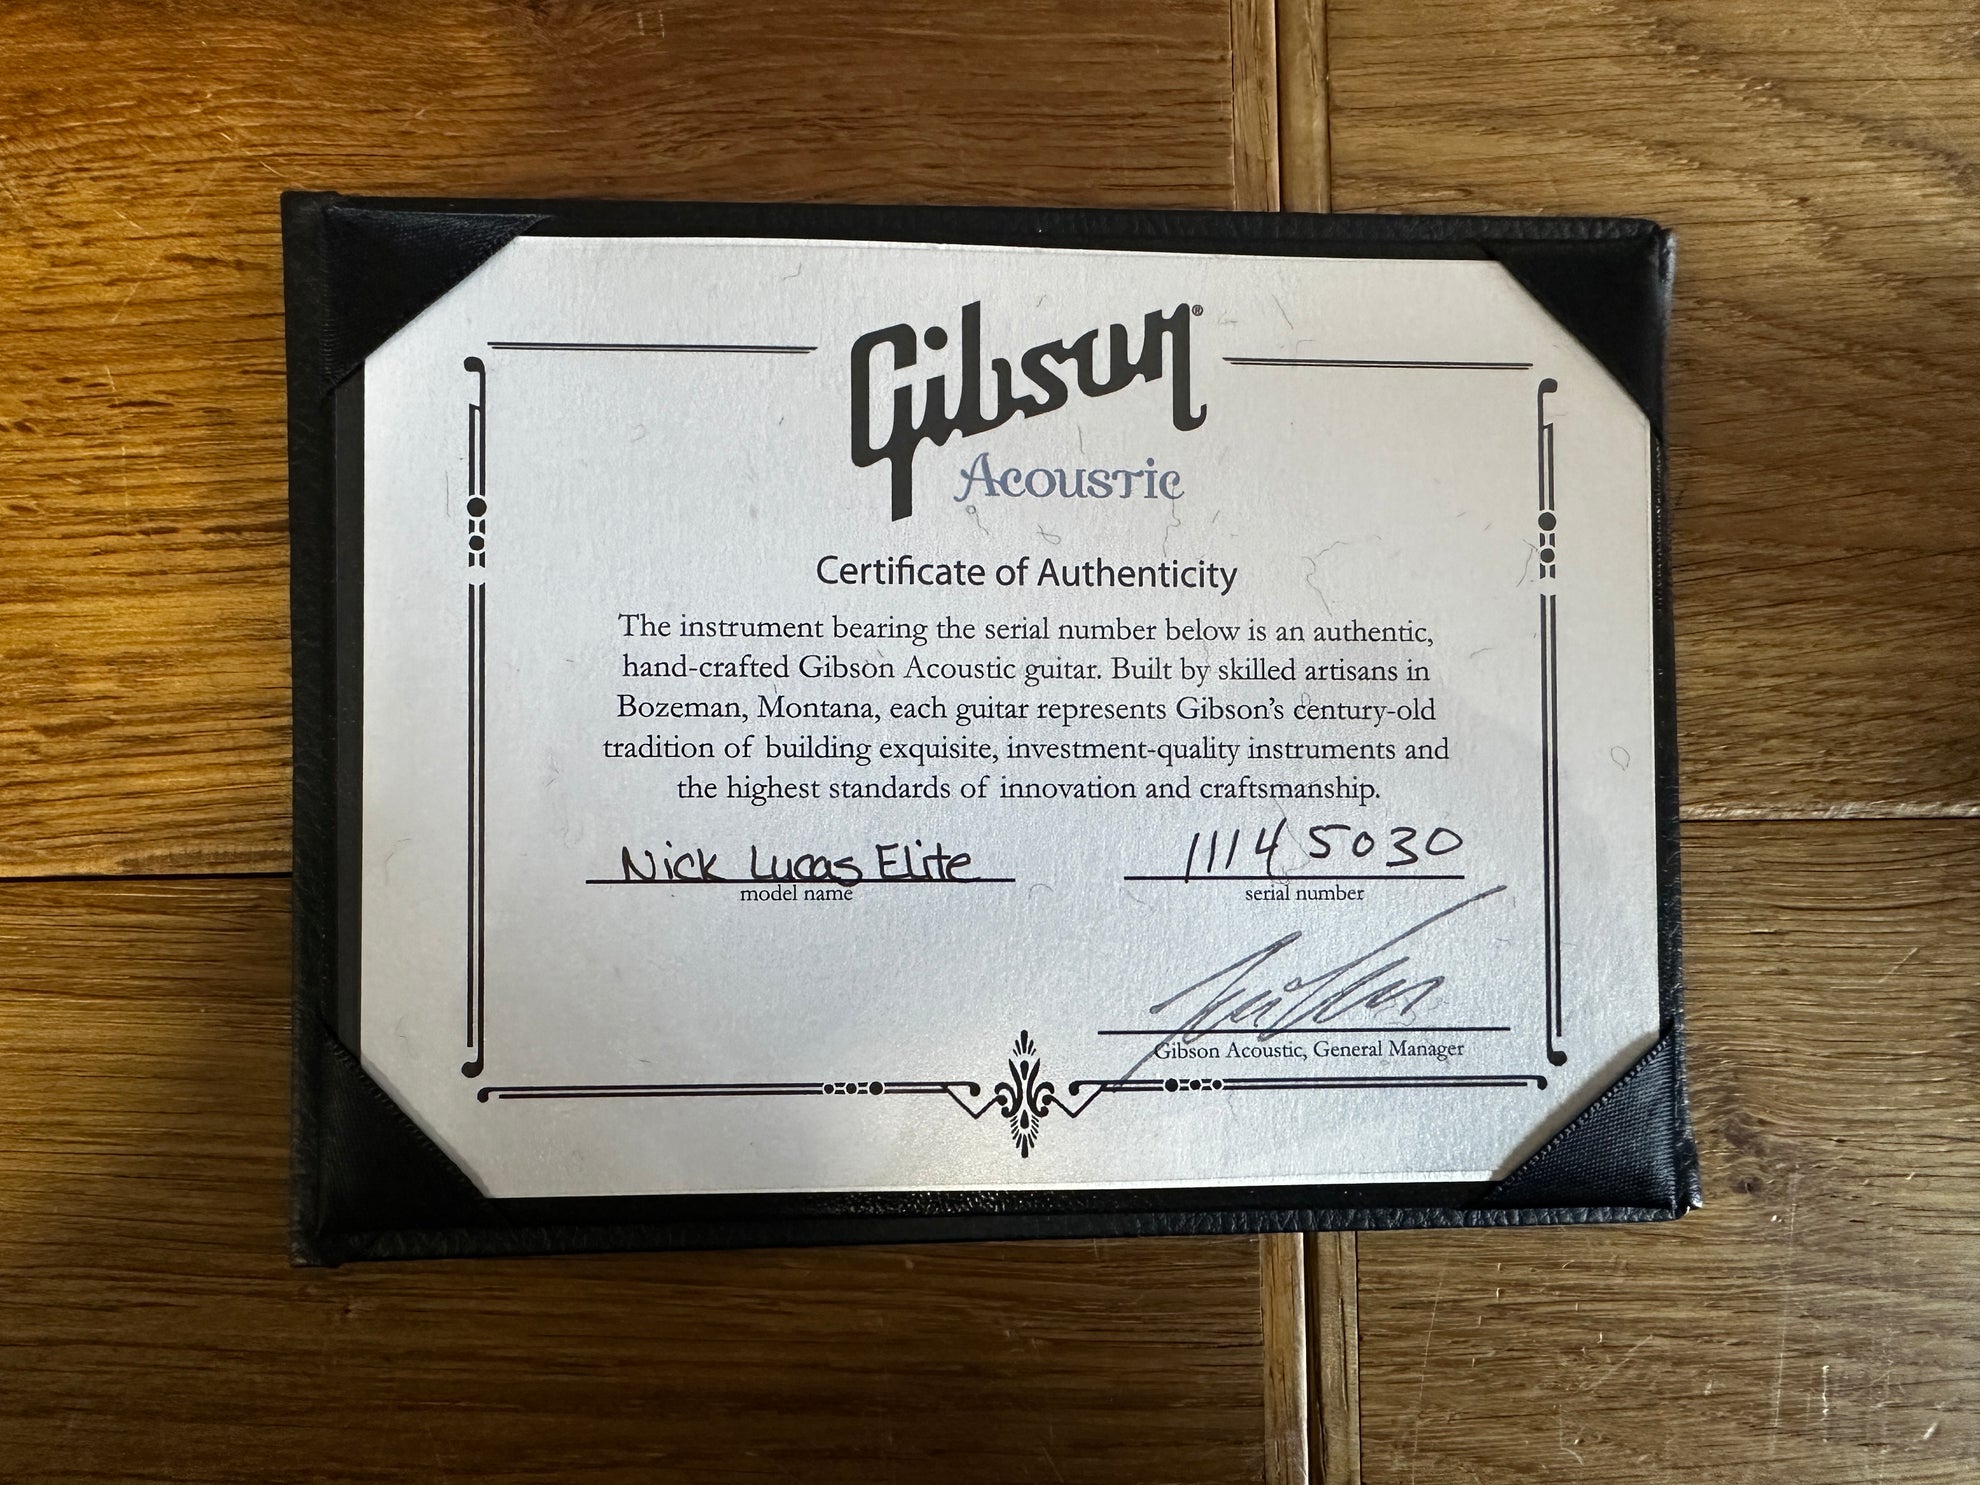 Gibson®
Acoustic
Certificate of Authenticity
The instrument bearing the serial number below is an authentic,
hand-crafted Gibson Acoustic guitar. Built by skilled artisans in
Bozeman, Montana, each guitar represents Gibson's century-old
tradition of building exquisite, investment-quality instruments and
the highest standards of innovation and craftsmanship.
Nick Lucas Elite 11145030
model name serial number
Gibson Acoustic, General Manager